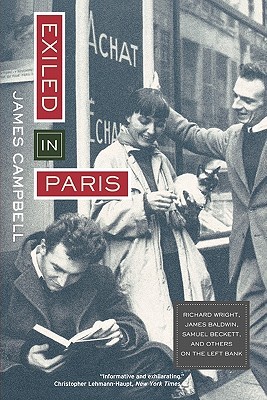 ACHAT
ÉCHAN
EXILED
IN
PARIS
JAMES CAMPBELL
RICHARD WRIGHT,
JAMES BALDWIN,
SAMUEL BECKETT,
AND OTHERS
ON THE LEFT BANK
"Informative and exhilarating."
Christopher Lehmann-Haupt, New York Times